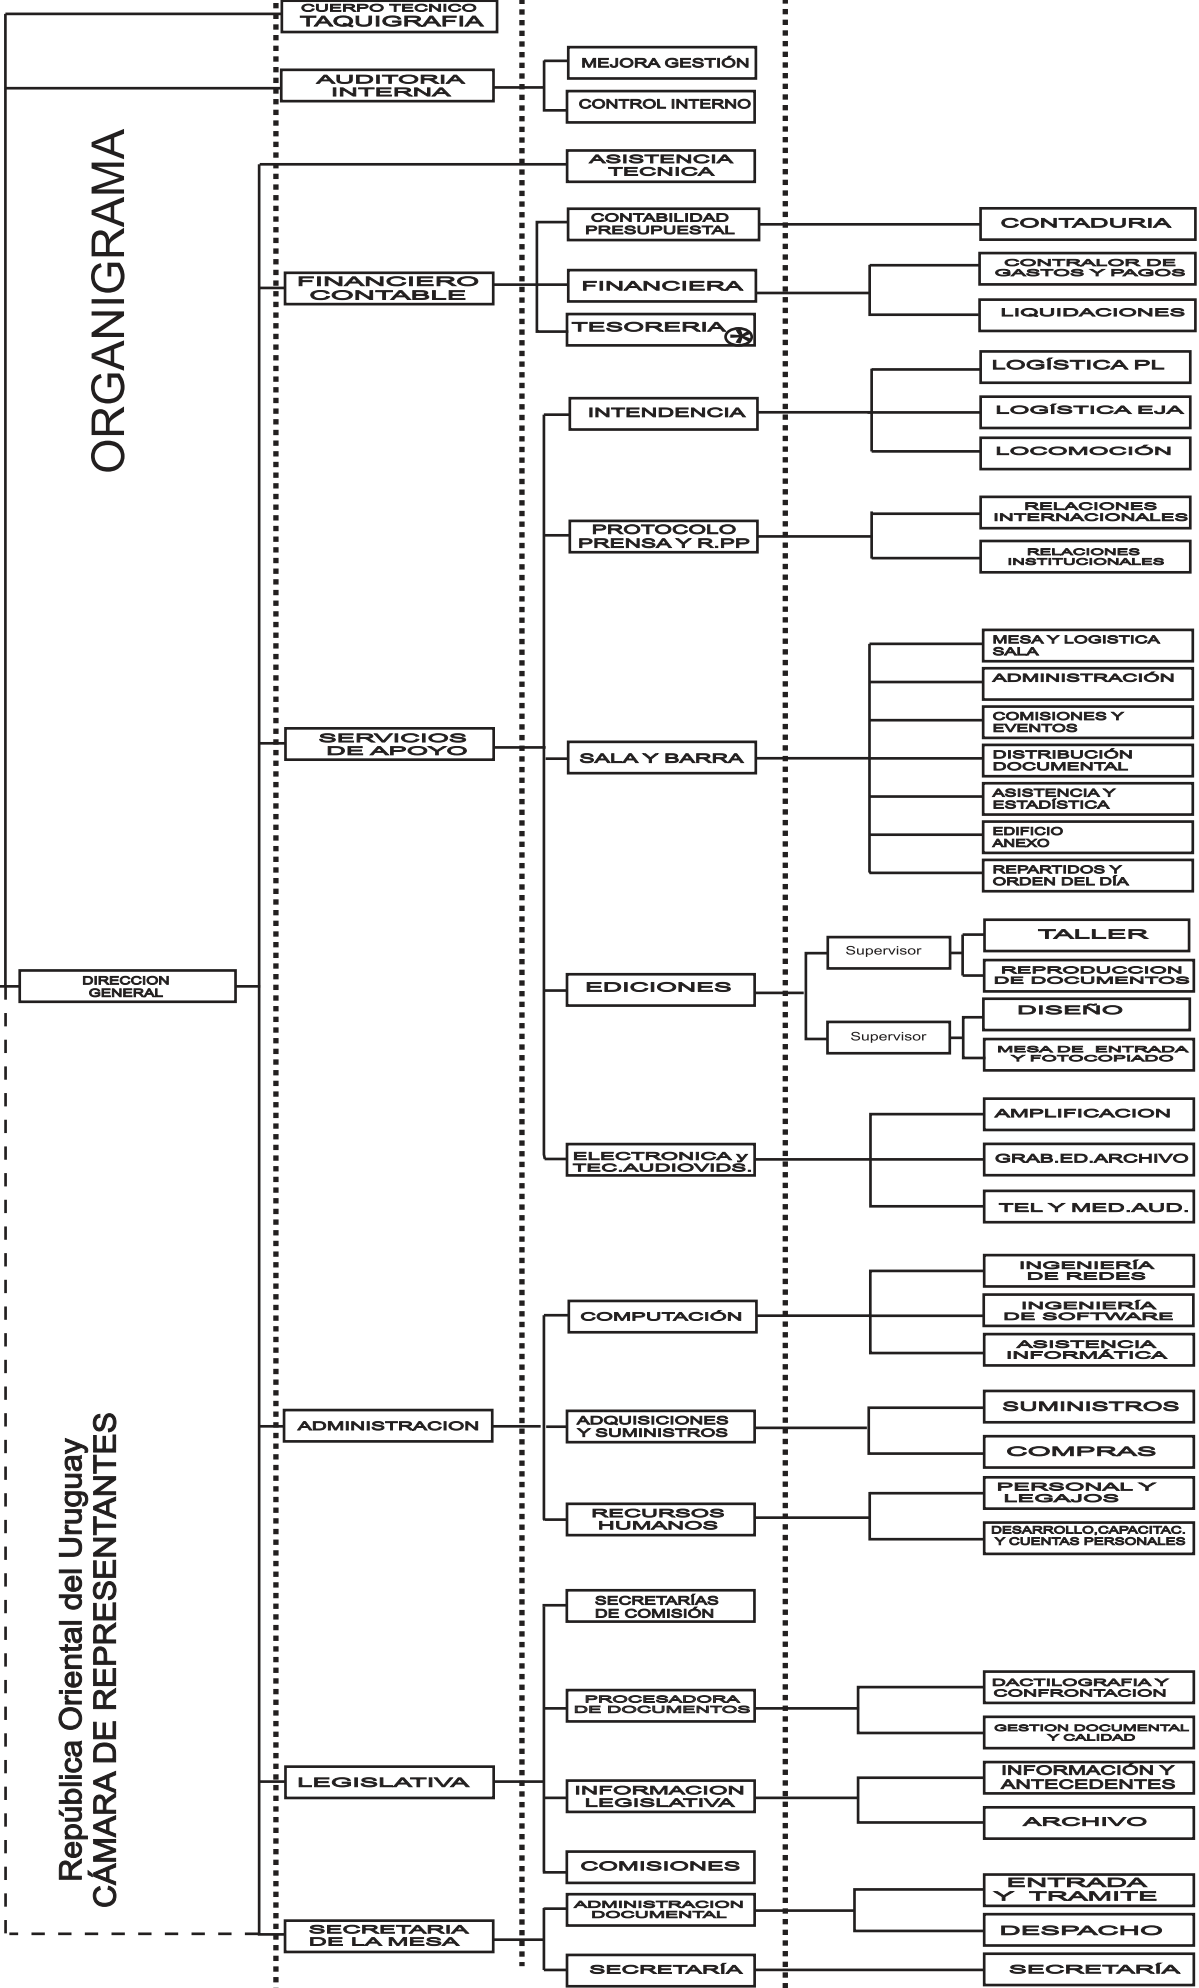 CUERPO TECNICO
TAQUIGRAFIA
AUDITORIA
INTERNA
MEJORA GESTIÓN
CONTROL INTERNO
ORGANIGRAMA
ASISTENCIA
TECNICA
FINANCIERO
CONTABLE
CONTABILIDAD
PRESUPUESTAL
CONTADURIA
FINANCIERA
CONTRALOR DE
GASTOS Y PAGOS
LIQUIDACIONES
TESORERIA *
SERVICIOS
DE APOYO
INTENDENCIA
LOGÍSTICA PL
LOGÍSTICA EJA
LOCOMOCIÓN
PROTOCOLO
PRENSA Y R.PP
RELACIONES
INTERNACIONALES
RELACIONES
INSTITUCIONALES
SALA Y BARRA
MESA Y LOGISTICA
SALA
ADMINISTRACIÓN
COMISIONES Y
EVENTOS
DISTRIBUCIÓN
DOCUMENTAL
ASISTENCIA Y
ESTADÍSTICA
EDIFICIO
ANEXO
REPARTIDOS Y
ORDEN DEL DÍA
DIRECCION
GENERAL
EDICIONES
Supervisor
TALLER
REPRODUCCION
DE DOCUMENTOS
Supervisor
DISEÑO
MESA DE ENTRADA
Y FOTOCOPIADO
ELECTRONICA y
TEC.AUDIOVIDS.
AMPLIFICACION
GRAB.ED.ARCHIVO
TEL Y MED.AUD.
ADMINISTRACION
COMPUTACIÓN
INGENIERÍA
DE REDES
INGENIERÍA
DE SOFTWARE
ASISTENCIA
INFORMÁTICA
ADQUISICIONES
Y SUMINISTROS
SUMINISTROS
COMPRAS
RECURSOS
HUMANOS
PERSONAL Y
LEGAJOS
DESARROLLO,CAPACITAC.
Y CUENTAS PERSONALES
República Oriental del Uruguay
CÁMARA DE REPRESENTANTES
LEGISLATIVA
SECRETARÍAS
DE COMISIÓN
PROCESADORA
DE DOCUMENTOS
DACTILOGRAFIA Y
CONFRONTACION
GESTION DOCUMENTAL
Y CALIDAD
INFORMACION
LEGISLATIVA
INFORMACIÓN Y
ANTECEDENTES
ARCHIVO
COMISIONES
SECRETARIA
DE LA MESA
ADMINISTRACION
DOCUMENTAL
ENTRADA
Y TRAMITE
DESPACHO
SECRETARÍA
SECRETARÍA